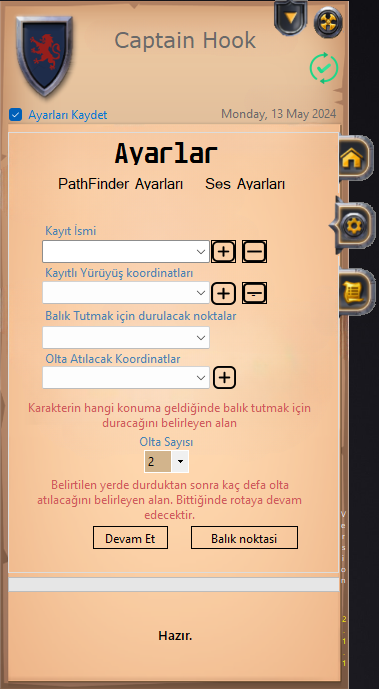 Captain Hook
Ayarları Kaydet
Monday, 13 May 2024
Ayarlar
PathFinder Ayarları Ses Ayarları
Kayıt İsmi
Kayıtlı Yürüyüş koordinatları
Balık Tutmak için durulacak noktalar
Olta Atılacak Koordinatlar
Karakterin hangi konuma geldiğinde balık tutmak için
duracağını belirleyen alan
Olta Sayısı
2
Belirtilen yerde durduktan sonra kaç defa olta
atılacağını belirleyen alan. Bittiğinde rotaya devam
edecektir.
Devam Et
Balık noktasi
Version 2.1.1
Hazır.